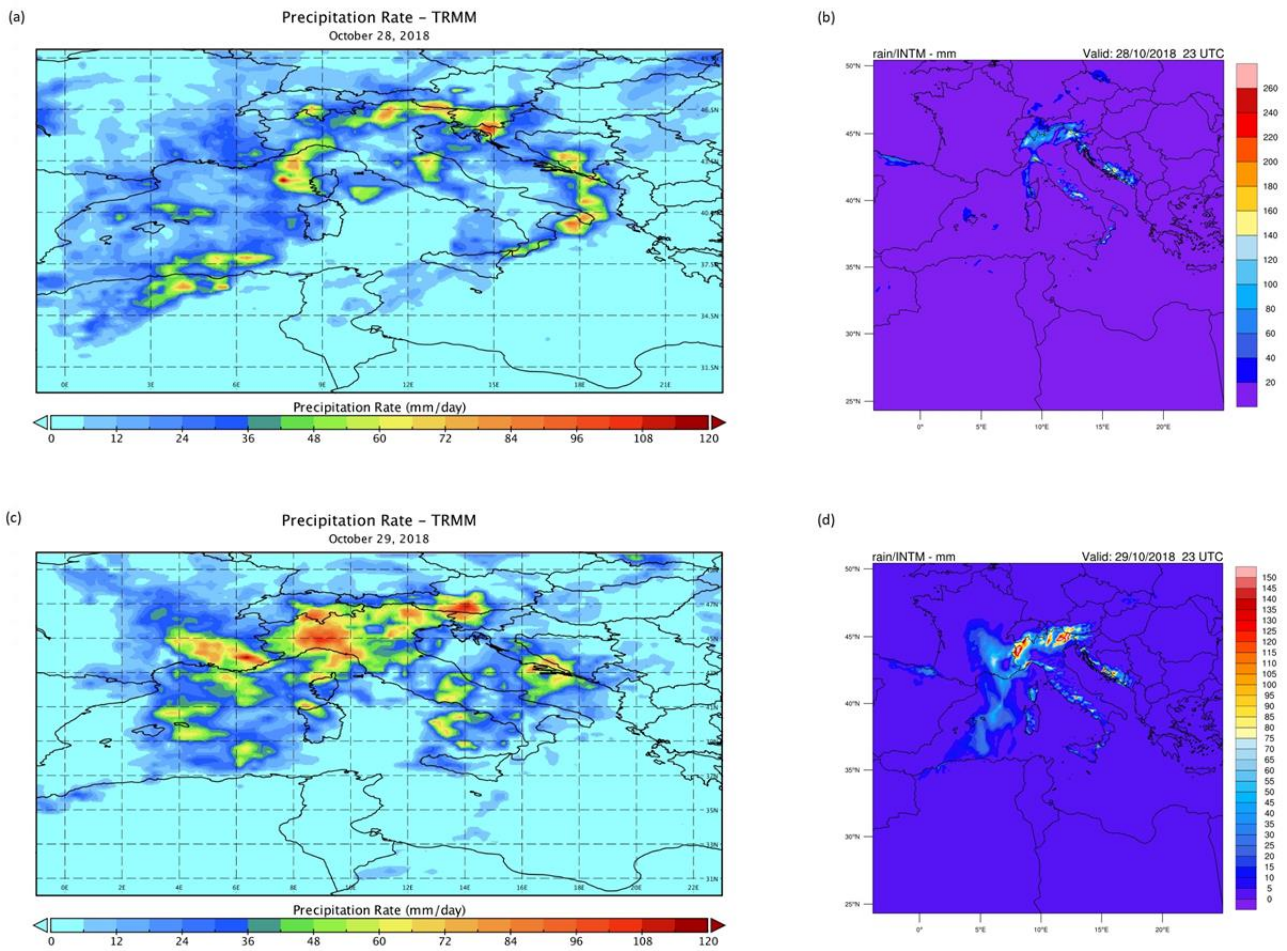 (a)
Precipitation Rate – TRMM
October 28, 2018
46.5N
40.5N
37.5N
34.5N
31.5N
0E 3E 6E 9E 12E 15E 18E 21E
Precipitation Rate (mm/day)
0 12 24 36 48 60 72 84 96 108 120
(b)
rain/INTM - mm Valid: 28/10/2018 23 UTC
50°N
45°N
40°N
35°N
30°N
25°N
0° 5°E 10°E 15°E 20°E
260
240
220
200
180
160
140
120
100
80
60
40
20
(c)
Precipitation Rate – TRMM
October 29, 2018
47N
45N
41N
37N
35N
33N
31N
0E 2E 4E 6E 8E 10E 12E 14E 16E 18E 20E 22E
Precipitation Rate (mm/day)
0 12 24 36 48 60 72 84 96 108 120
(d)
rain/INTM - mm Valid: 29/10/2018 23 UTC
50°N
45°N
40°N
35°N
30°N
25°N
0° 5°E 10°E 15°E 20°E
150
145
140
135
130
125
120
115
110
105
100
95
90
85
80
75
70
65
60
55
50
45
40
35
30
25
20
15
10
5
0